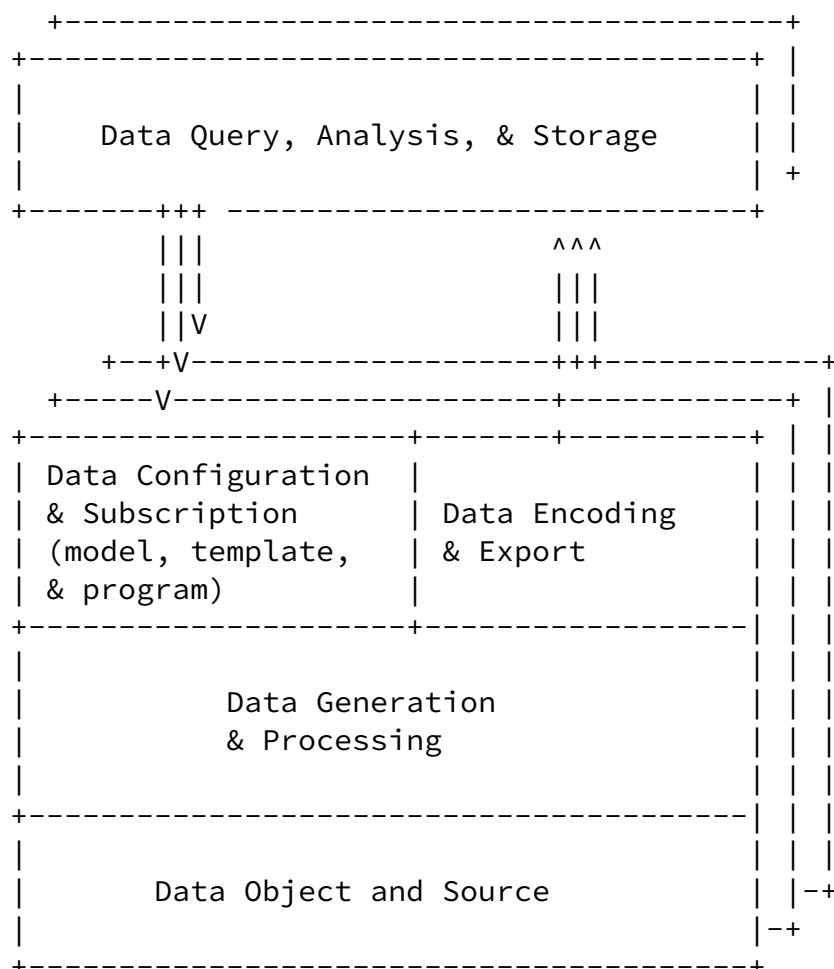 Data Query, Analysis, & Storage
Data Configuration
& Subscription
(model, template,
& program)
Data Encoding
& Export
Data Generation
& Processing
Data Object and Source